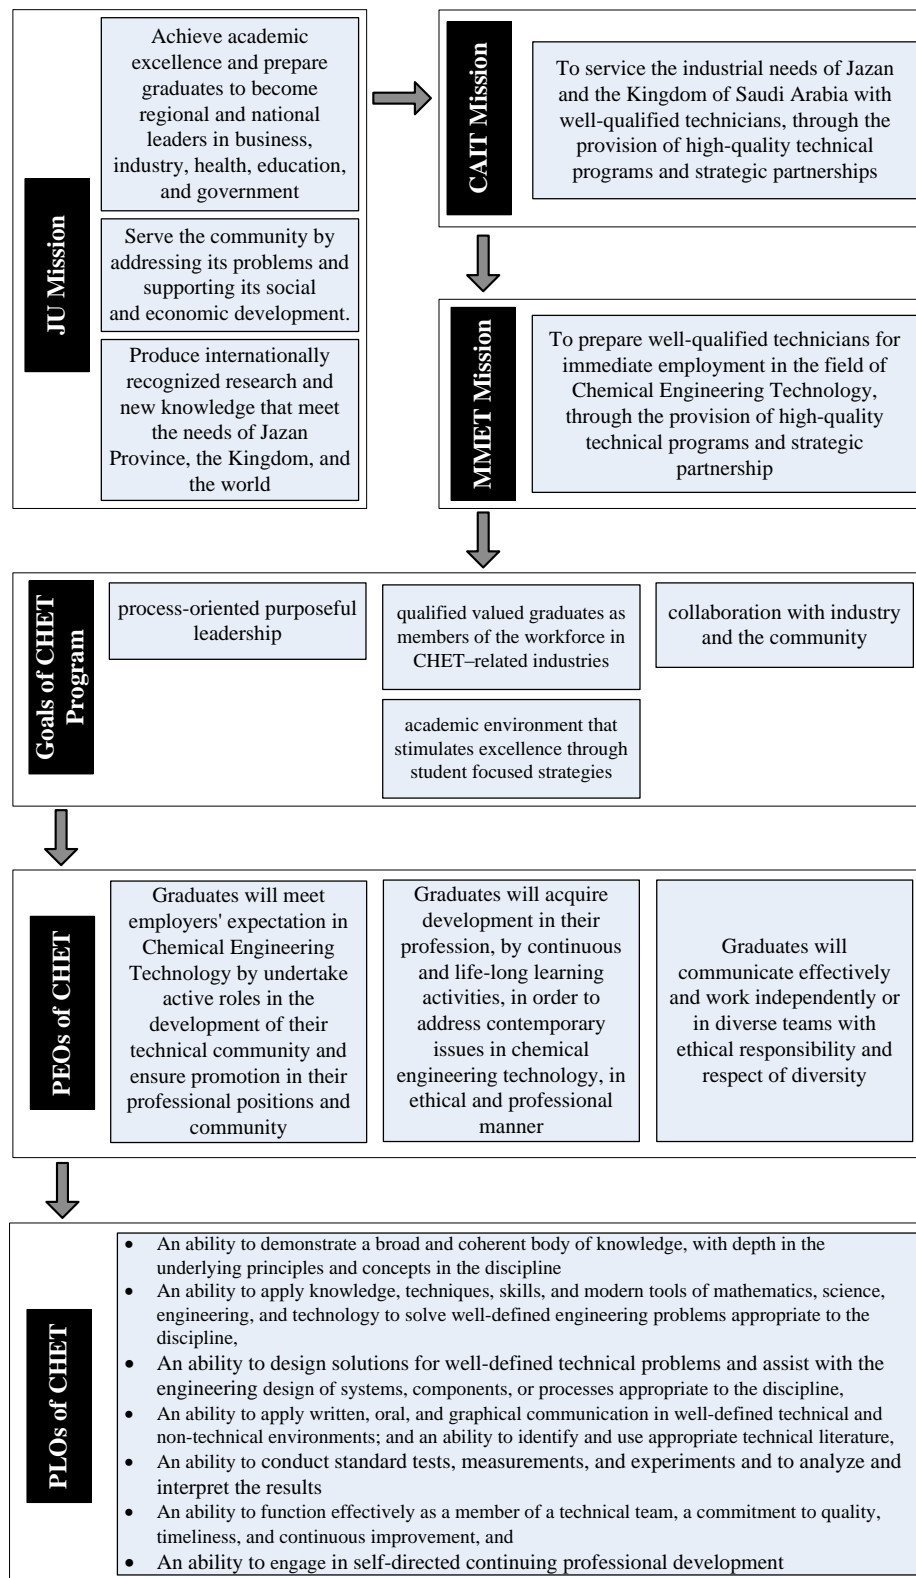 JU Mission
Achieve academic
excellence and prepare
graduates to become
regional and national
leaders in business,
industry, health, education,
and government
Serve the community by
addressing its problems and
supporting its social
and economic development.
Produce internationally
recognized research and
new knowledge that meet
the needs of Jazan
Province, the Kingdom, and
the world
CAIT Mission
To service the industrial needs of Jazan
and the Kingdom of Saudi Arabia with
well-qualified technicians, through the
provision of high-quality technical
programs and strategic partnerships
MMET Mission
To prepare well-qualified technicians for
immediate employment in the field of
Chemical Engineering Technology,
through the provision of high-quality
technical programs and strategic
partnership
Goals of CHET
Program
process-oriented purposeful
leadership
qualified valued graduates as
members of the workforce in
CHET–related industries
academic environment that
stimulates excellence through
student focused strategies
collaboration with industry
and the community
PEOs of CHET
Graduates will meet
employers' expectation in
Chemical Engineering
Technology by undertake
active roles in the
development of their
technical community and
ensure promotion in their
professional positions and
community
Graduates will acquire
development in their
profession, by continuous
and life-long learning
activities, in order to
address contemporary
issues in chemical
engineering technology, in
ethical and professional
manner
Graduates will
communicate effectively
and work independently or
in diverse teams with
ethical responsibility and
respect of diversity
PLOs of CHET
• An ability to demonstrate a broad and coherent body of knowledge, with depth in the
underlying principles and concepts in the discipline
• An ability to apply knowledge, techniques, skills, and modern tools of mathematics, science,
engineering, and technology to solve well-defined engineering problems appropriate to the
discipline,
• An ability to design solutions for well-defined technical problems and assist with the
engineering design of systems, components, or processes appropriate to the discipline,
• An ability to apply written, oral, and graphical communication in well-defined technical and
non-technical environments; and an ability to identify and use appropriate technical literature,
• An ability to conduct standard tests, measurements, and experiments and to analyze and
interpret the results
• An ability to function effectively as a member of a technical team, a commitment to quality,
timeliness, and continuous improvement, and
• An ability to engage in self-directed continuing professional development